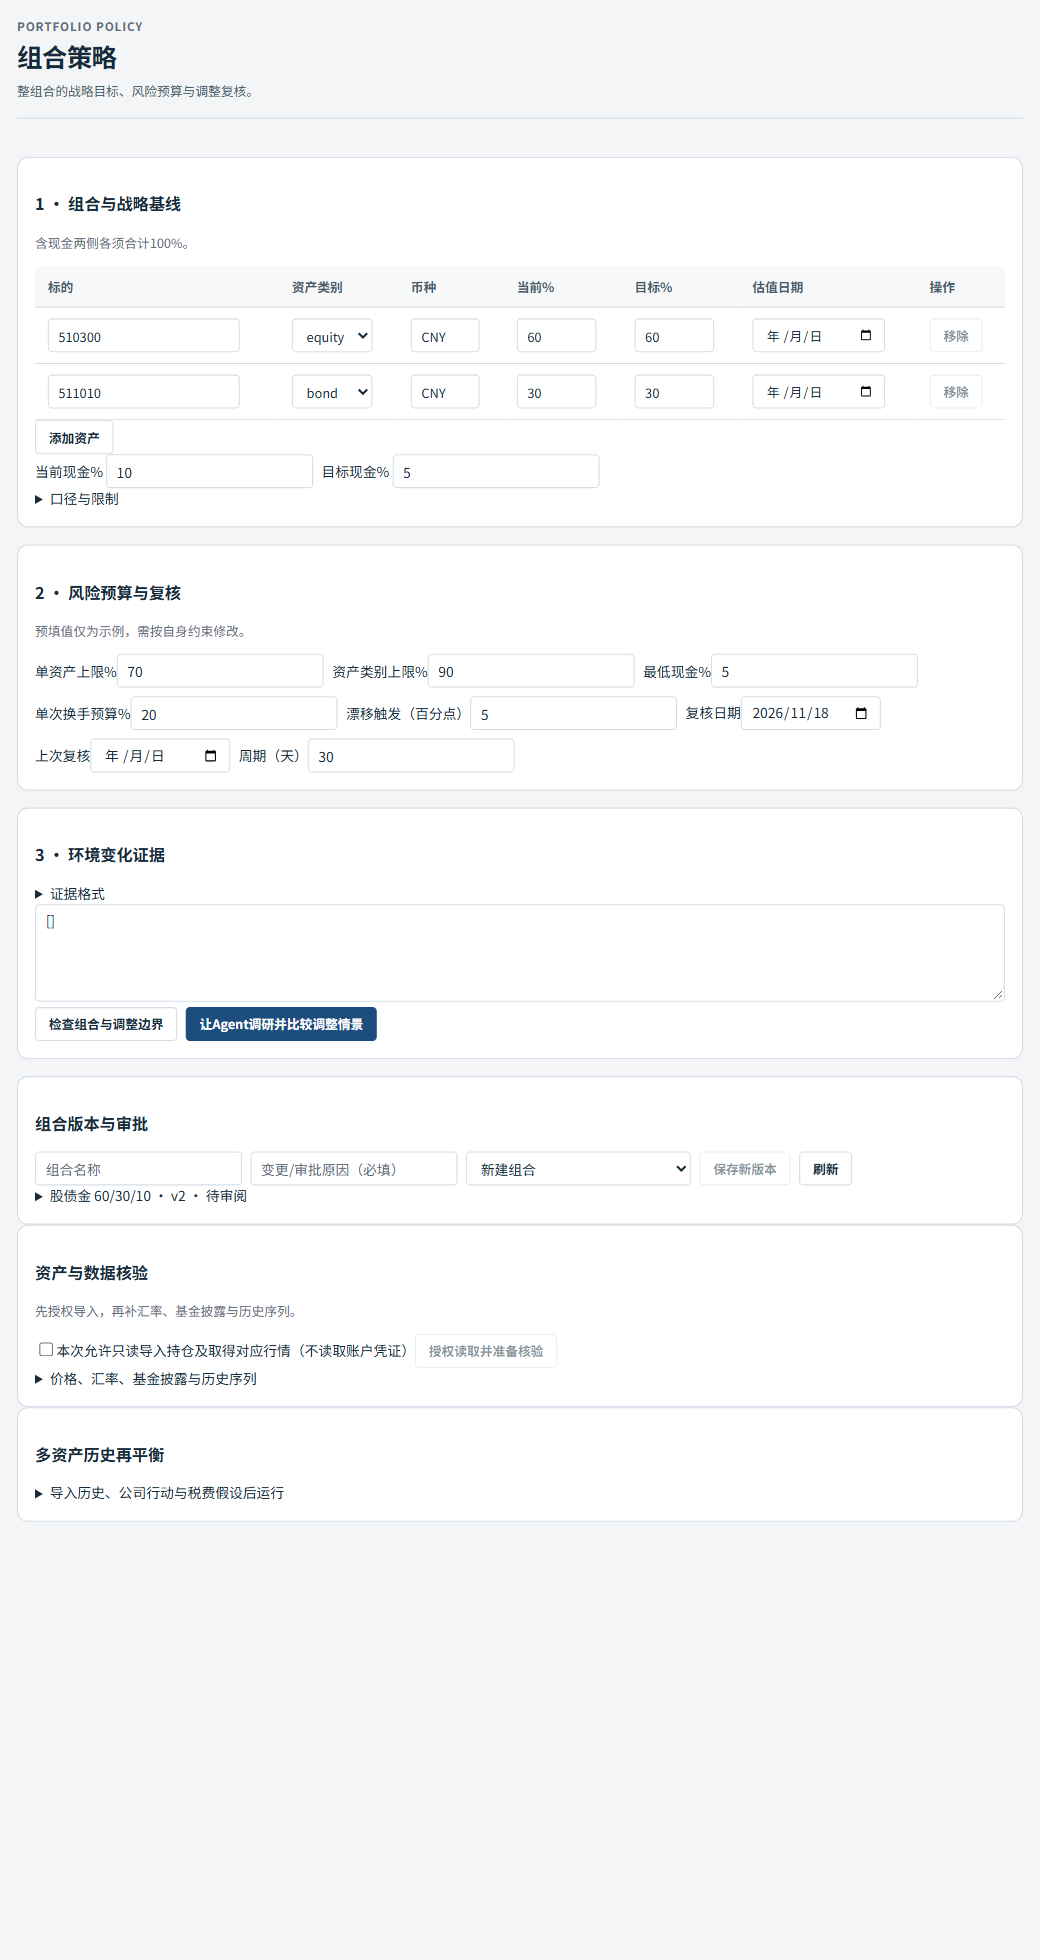 PORTFOLIO POLICY
组合策略
整组合的战略目标、风险预算与调整复核。
1 · 组合与战略基线
含现金两侧各须合计100%。
标的 资产类别 币种 当前% 目标% 估值日期 操作
510300 equity CNY 60 60 年 /月/日 移除
511010 bond CNY 30 30 年 /月/日 移除
添加资产
当前现金% 10 目标现金% 5
▶ 口径与限制
2 · 风险预算与复核
预填值仅为示例，需按自身约束修改。
单资产上限% 70 资产类别上限% 90 最低现金% 5
单次换手预算% 20 漂移触发（百分点） 5 复核日期 2026/11/18
上次复核 年 /月/日 周期（天） 30
3 · 环境变化证据
▶ 证据格式
[]
检查组合与调整边界 让Agent调研并比较调整情景
组合版本与审批
组合名称 变更/审批原因（必填） 新建组合 保存新版本 刷新
▶ 股债金 60/30/10 · v2 · 待审阅
资产与数据核验
先授权导入，再补汇率、基金披露与历史序列。
本次允许只读导入持仓及取得对应行情（不读取账户凭证） 授权读取并准备核验
▶ 价格、汇率、基金披露与历史序列
多资产历史再平衡
▶ 导入历史、公司行动与税费假设后运行